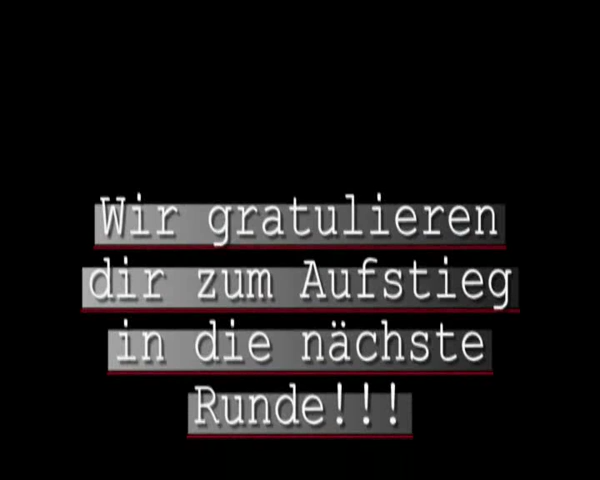 Wir gratulieren
dir zum Aufstieg
in die nächste
Runde!!!